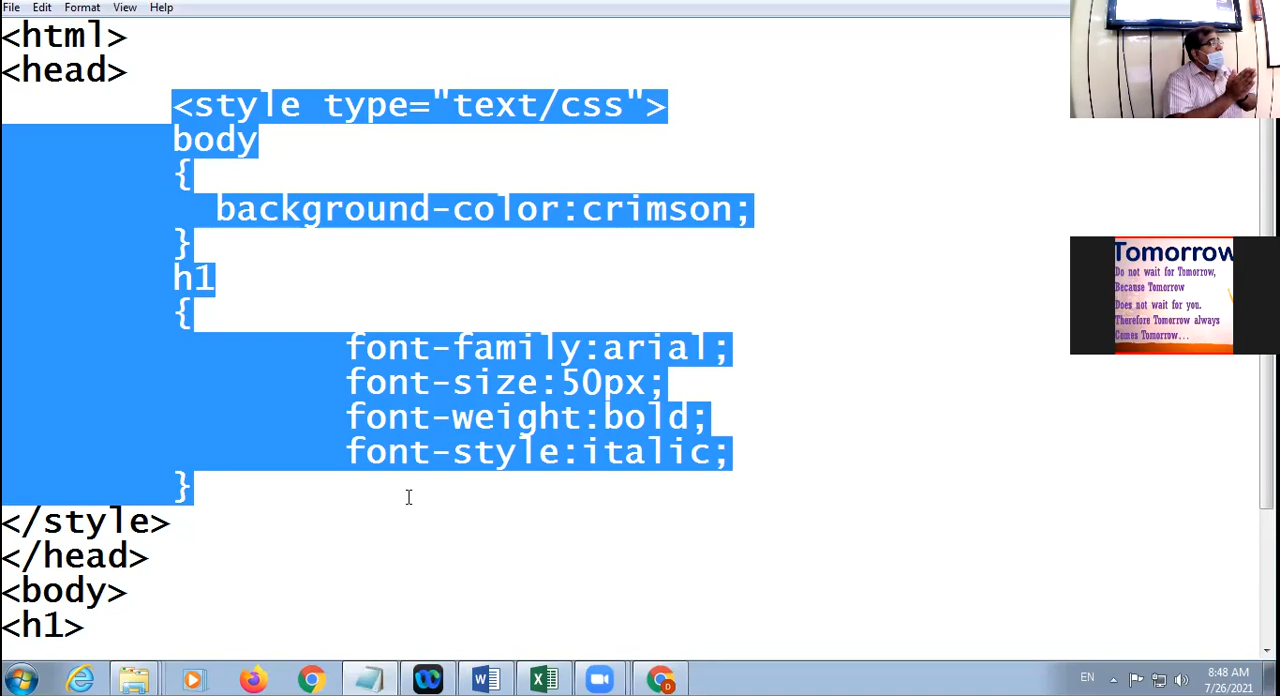 File Edit Format View Help
<html>
<head>
<style type="text/css">
body
{
background-color:crimson;
}
h1
{
font-family:arial;
font-size:50px;
font-weight:bold;
font-style:italic;
}
</style>
</head>
<body>
<h1>
Tomorrow
Do not wait for Tomorrow,
Because Tomorrow
Does not wait for you.
Therefore Tomorrow always
Comes Tomorrow...
EN
8:48 AM
7/26/2021